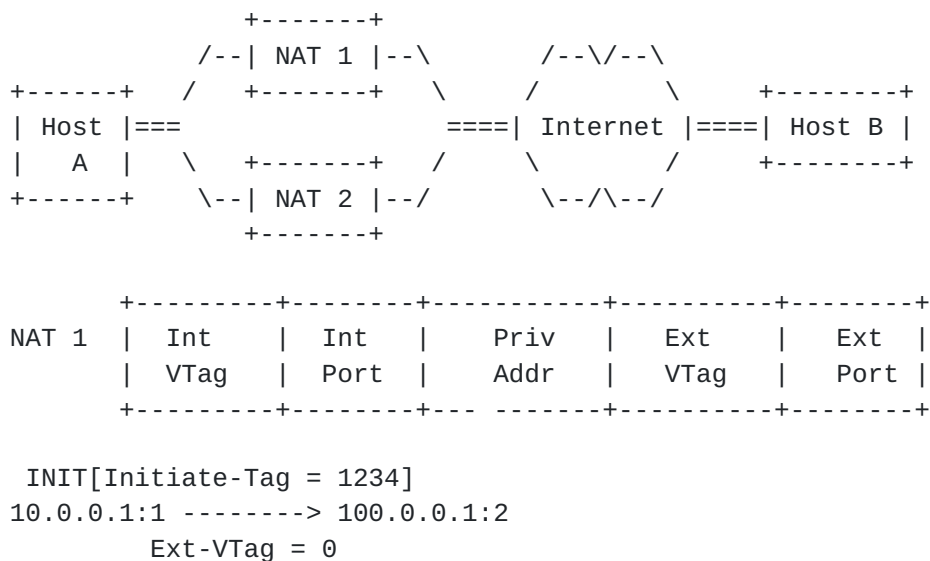 +-------+
            /--| NAT 1 |--\        /--\/--\
+------+   /   +-------+   \      /        \     +--------+
| Host |===                 ====| Internet |====| Host B |
|   A  |   \   +-------+   /      \        /     +--------+
+------+    \--| NAT 2 |--/        \--/\--/
               +-------+

       +---------+--------+-----------+----------+--------+
NAT 1  |  Int    |  Int   |    Priv   |   Ext    |   Ext  |
       |  VTag   |  Port  |    Addr   |   VTag   |   Port |
       +---------+--------+--- -------+----------+--------+

 INIT[Initiate-Tag = 1234]
10.0.0.1:1 --------> 100.0.0.1:2
         Ext-VTag = 0